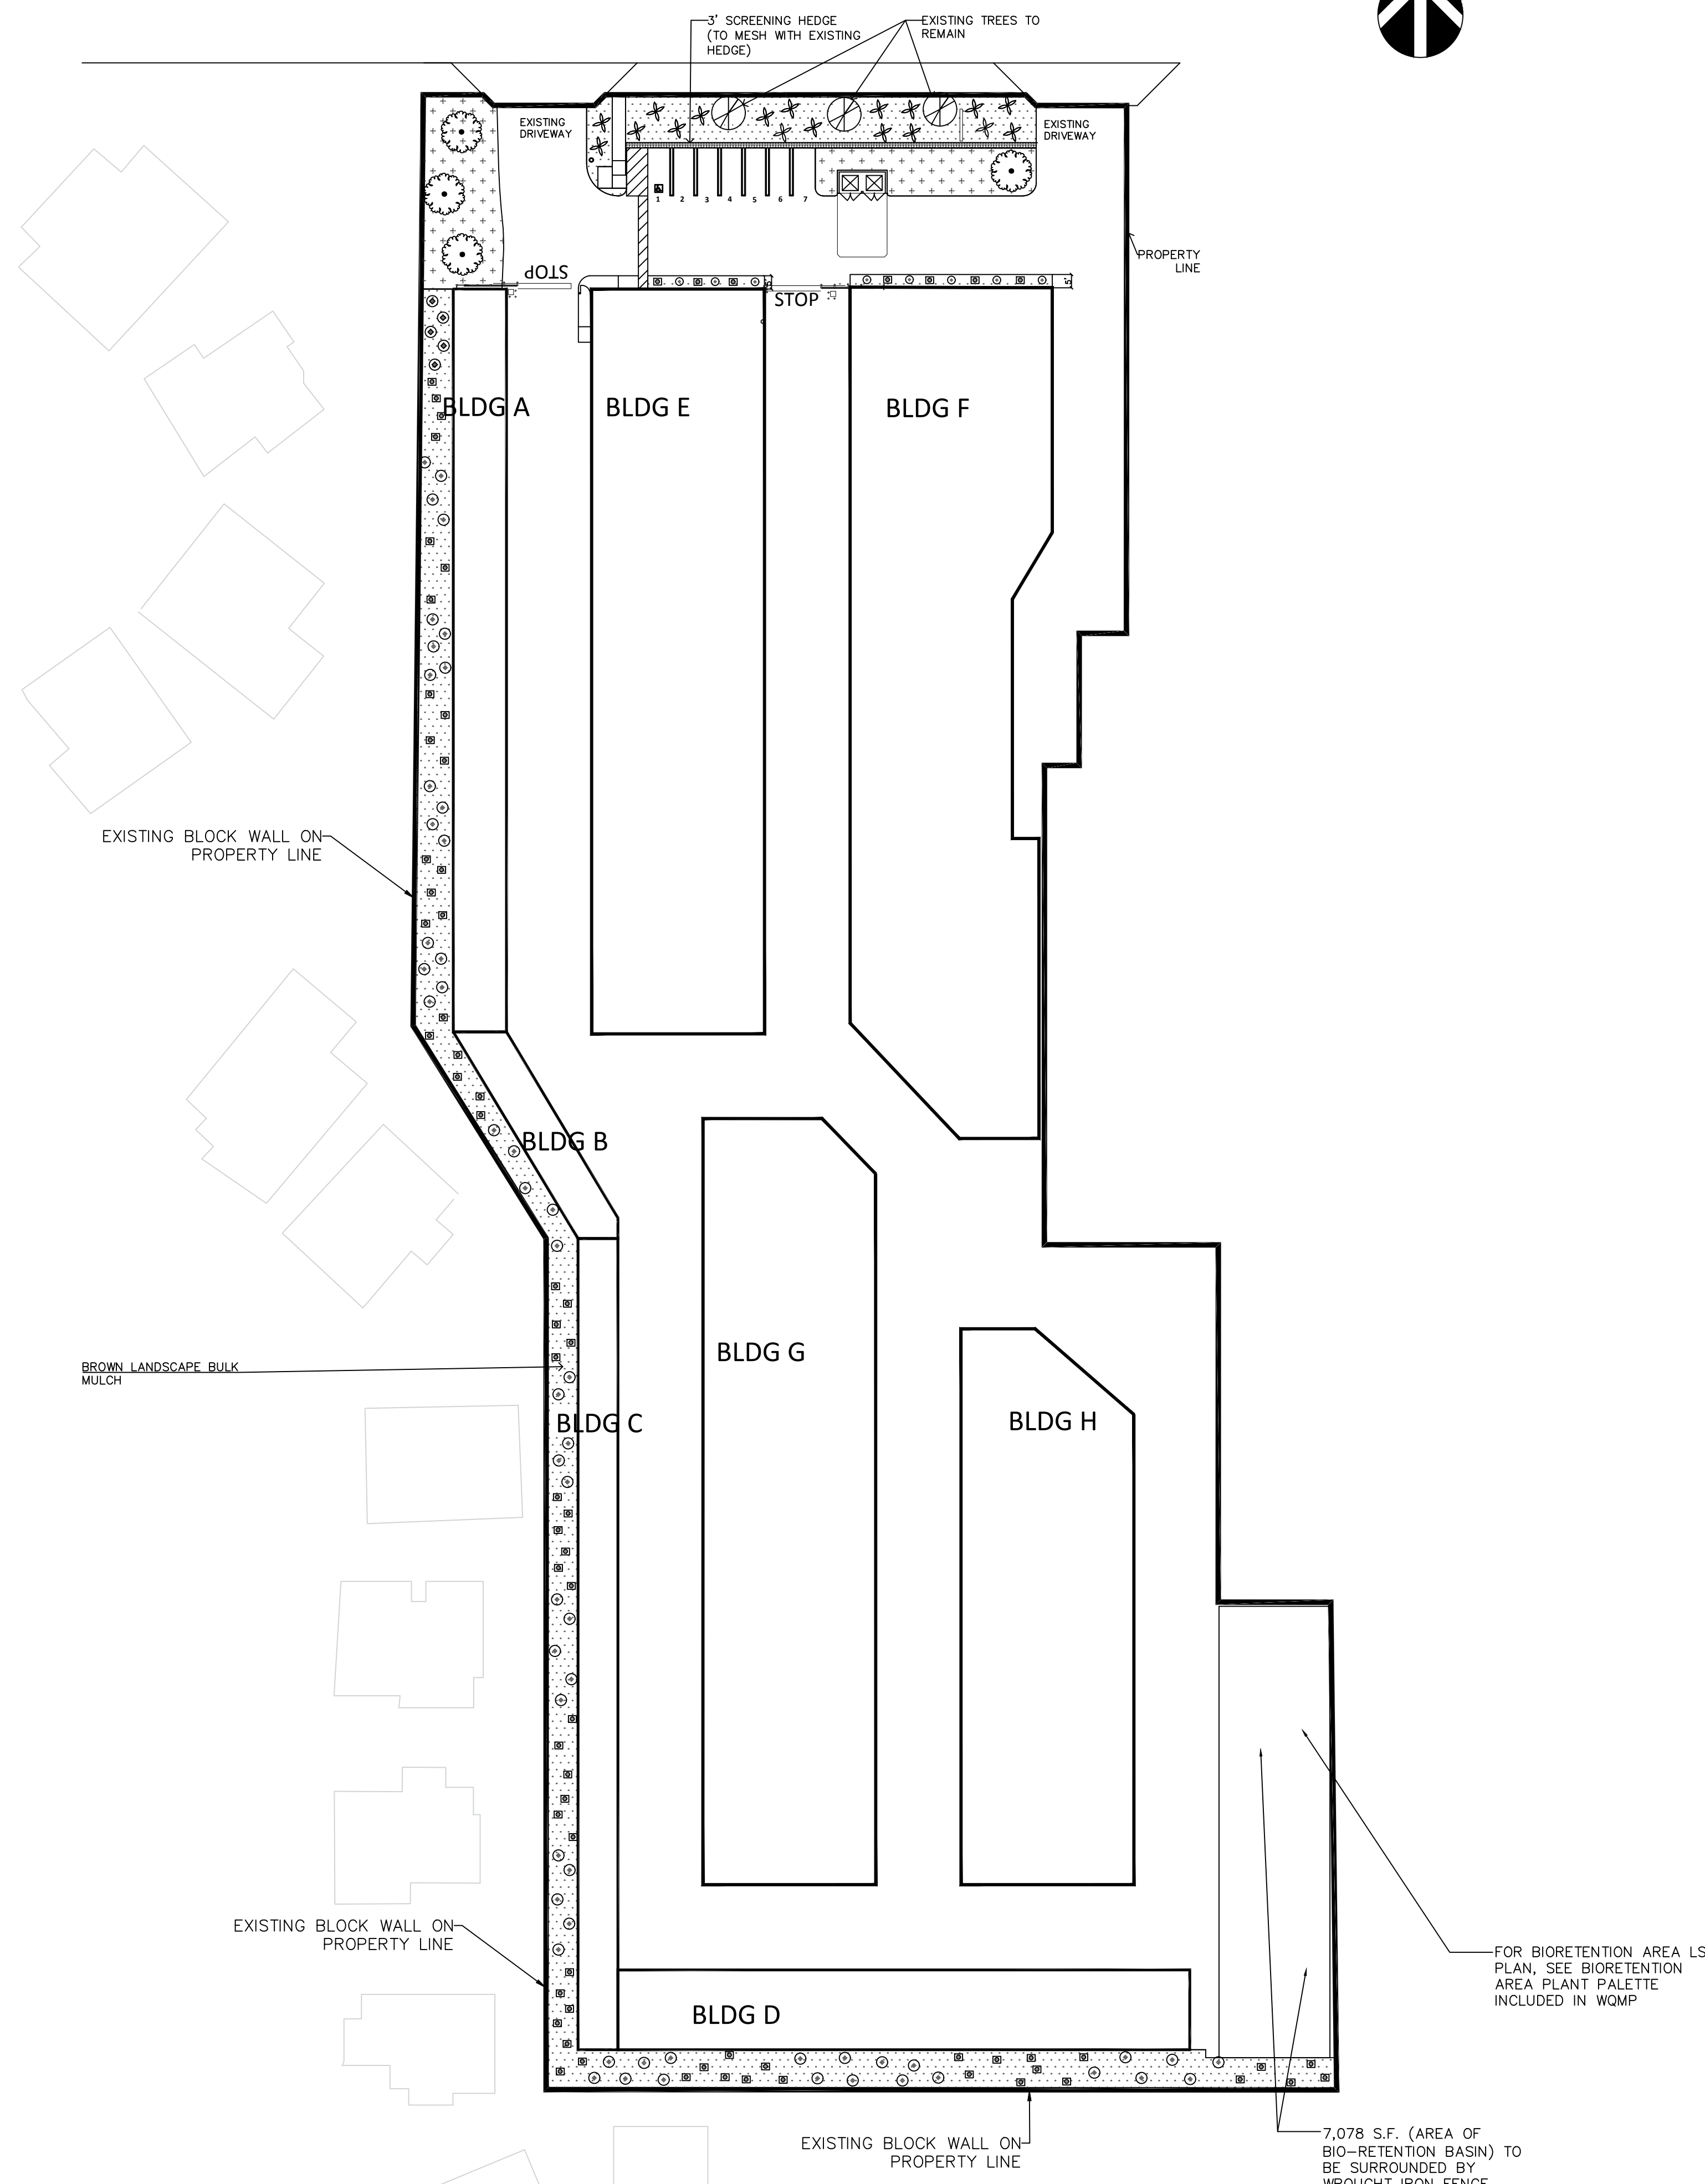 3' SCREENING HEDGE
(TO MESH WITH EXISTING
HEDGE)
EXISTING TREES TO
REMAIN
EXISTING
DRIVEWAY
EXISTING
DRIVEWAY
1 2 3 4 5 6 7
PROPERTY
LINE
STOP
STOP
5'
BLDG A
BLDG E
BLDG F
EXISTING BLOCK WALL ON
PROPERTY LINE
BLDG B
BLDG G
BROWN LANDSCAPE BULK
MULCH
BLDG C
BLDG H
EXISTING BLOCK WALL ON
PROPERTY LINE
FOR BIORETENTION AREA LS
PLAN, SEE BIORETENTION
AREA PLANT PALETTE
INCLUDED IN WQMP
BLDG D
EXISTING BLOCK WALL ON
PROPERTY LINE
7,078 S.F. (AREA OF
BIO-RETENTION BASIN) TO
BE SURROUNDED BY
WROUGHT IRON FENCE